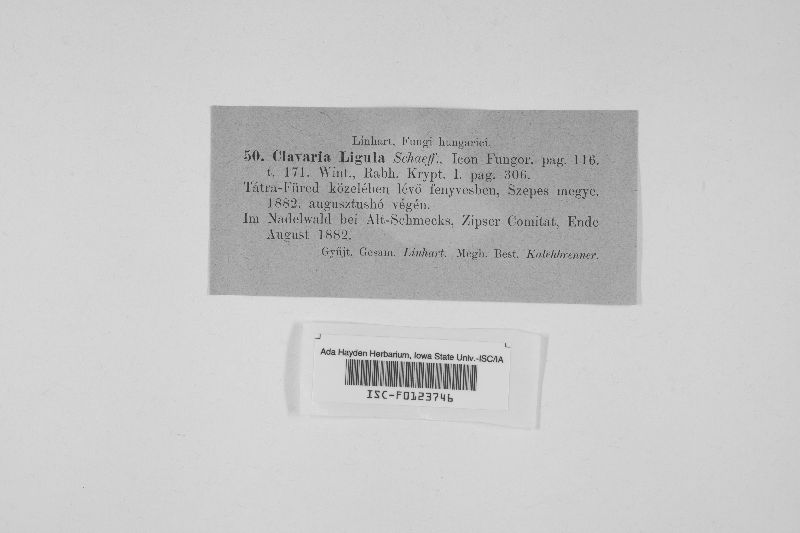 Linhart, Fungi hungarici.
50. Clavaria Ligula Schaeff., Icon Fungor. pag. 116.
t. 171. Wint., Rabh. Krypt. I. pag. 306.
Tátra-Füred közelében lévő fenyvesben, Szepes megye,
1882. augusztushó végén.
Im Nadelwald bei Alt-Schmecks, Zipser Comitat, Ende
August 1882.
Gyűjt. Gesam. Linhart. Megh. Best. Kalchbrenner.
Ada Hayden Herbarium, Iowa State Univ.-ISC/IA
ISC-F0123746